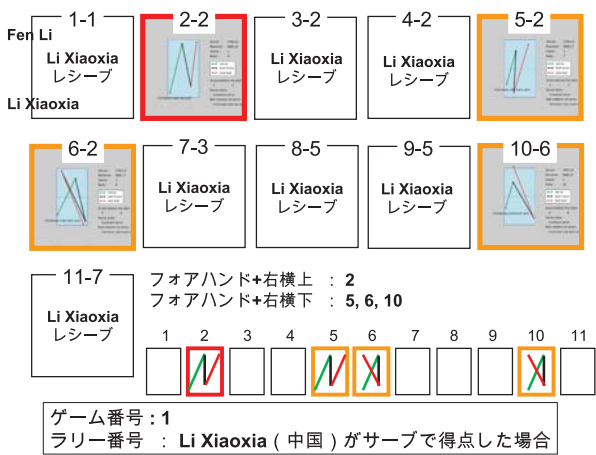 1-1
2-2
3-2
4-2
5-2
Fen Li
Li Xiaoxia
レシーブ
Li Xiaoxia
レシーブ
Li Xiaoxia
レシーブ
Li Xiaoxia
6-2
7-3
8-5
9-5
10-6
Li Xiaoxia
レシーブ
Li Xiaoxia
レシーブ
Li Xiaoxia
レシーブ
11-7
Li Xiaoxia
レシーブ
フォアハンド+右横上 : 2
フォアハンド+右横下 : 5, 6, 10
1 2 3 4 5 6 7 8 9 10 11
ゲーム番号 : 1
ラリー番号 : Li Xiaoxia ( 中国 ) がサーブで得点した場合